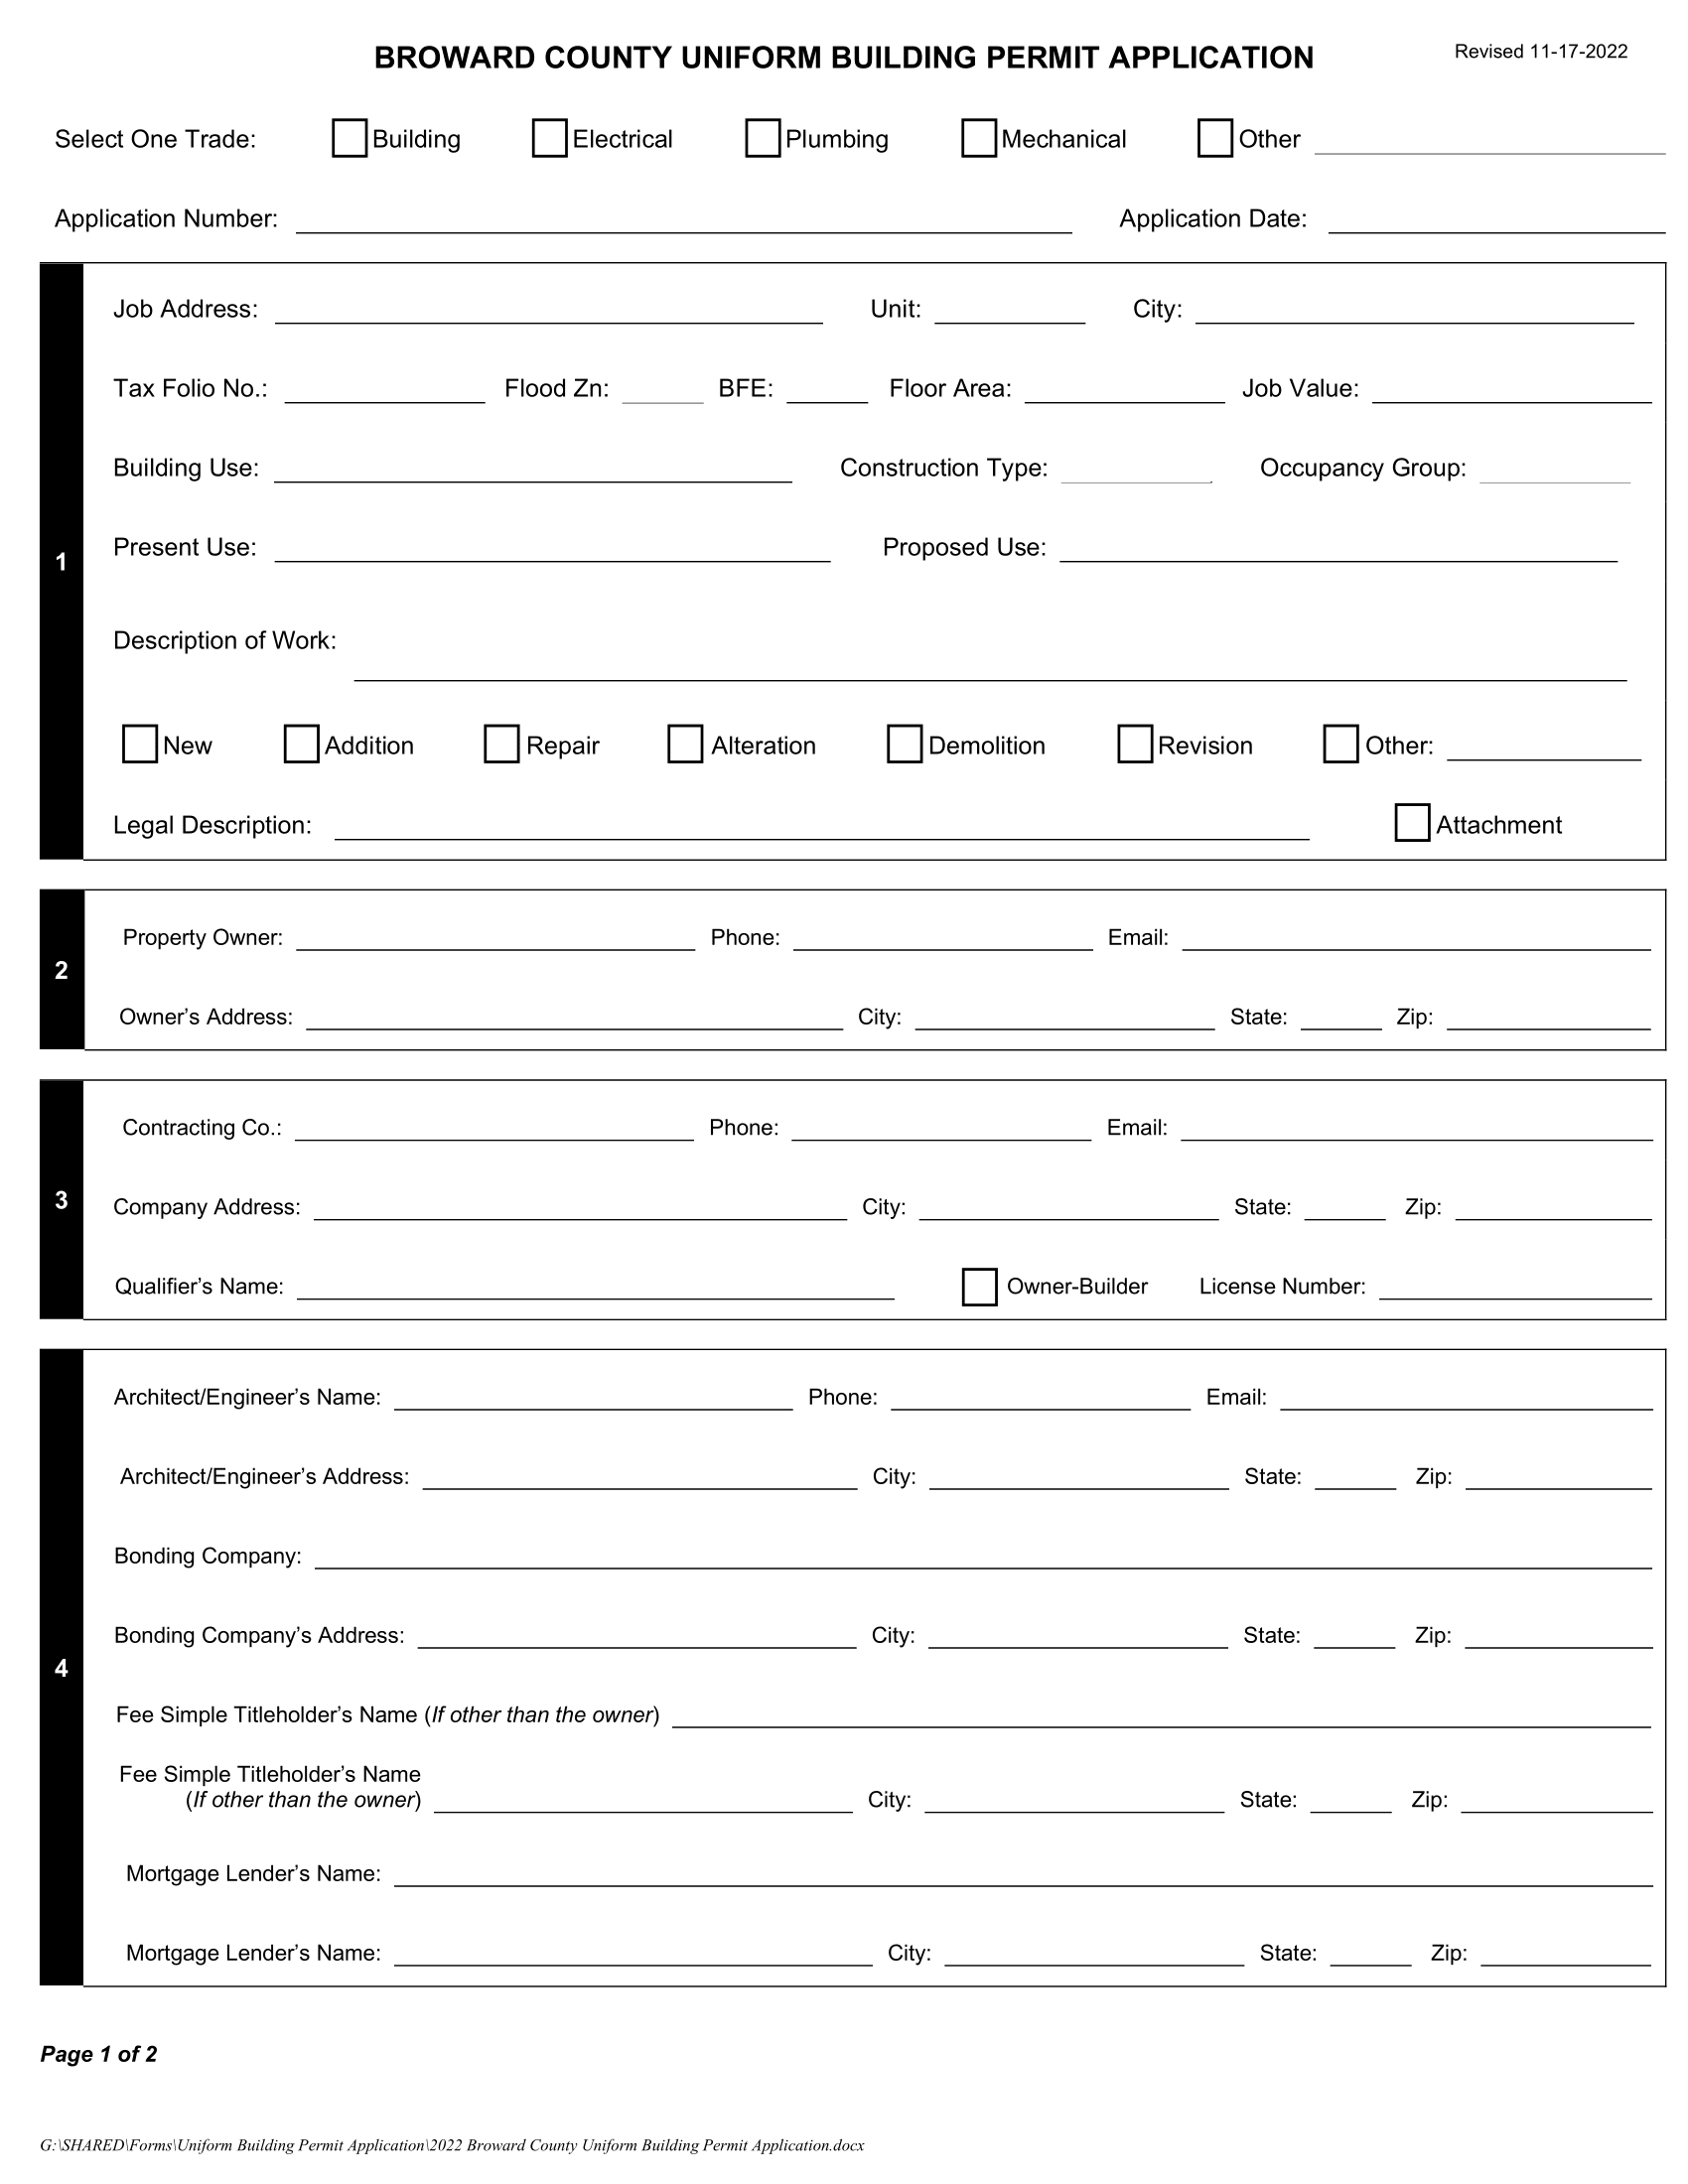 BROWARD COUNTY UNIFORM BUILDING PERMIT APPLICATION Revised 11-17-2022
Select One Trade: Building Electrical Plumbing Mechanical Other
Application Number: Application Date:
Job Address: Unit: City:
Tax Folio No.: Flood Zn: BFE: Floor Area: Job Value:
Building Use: Construction Type: Occupancy Group:
1
Present Use: Proposed Use:
Description of Work:
New Addition Repair Alteration Demolition Revision Other:
Legal Description: Attachment
2
Property Owner: Phone: Email:
Owner’s Address: City: State: Zip:
3
Contracting Co.: Phone: Email:
Company Address: City: State: Zip:
Qualifier’s Name: Owner-Builder License Number:
4
Architect/Engineer’s Name: Phone: Email:
Architect/Engineer’s Address: City: State: Zip:
Bonding Company:
Bonding Company’s Address: City: State: Zip:
Fee Simple Titleholder’s Name (If other than the owner)
Fee Simple Titleholder’s Name
(If other than the owner) City: State: Zip:
Mortgage Lender’s Name:
Mortgage Lender’s Name: City: State: Zip:
Page 1 of 2
G:\SHARED\Forms\Uniform Building Permit Application\2022 Broward County Uniform Building Permit Application.docx